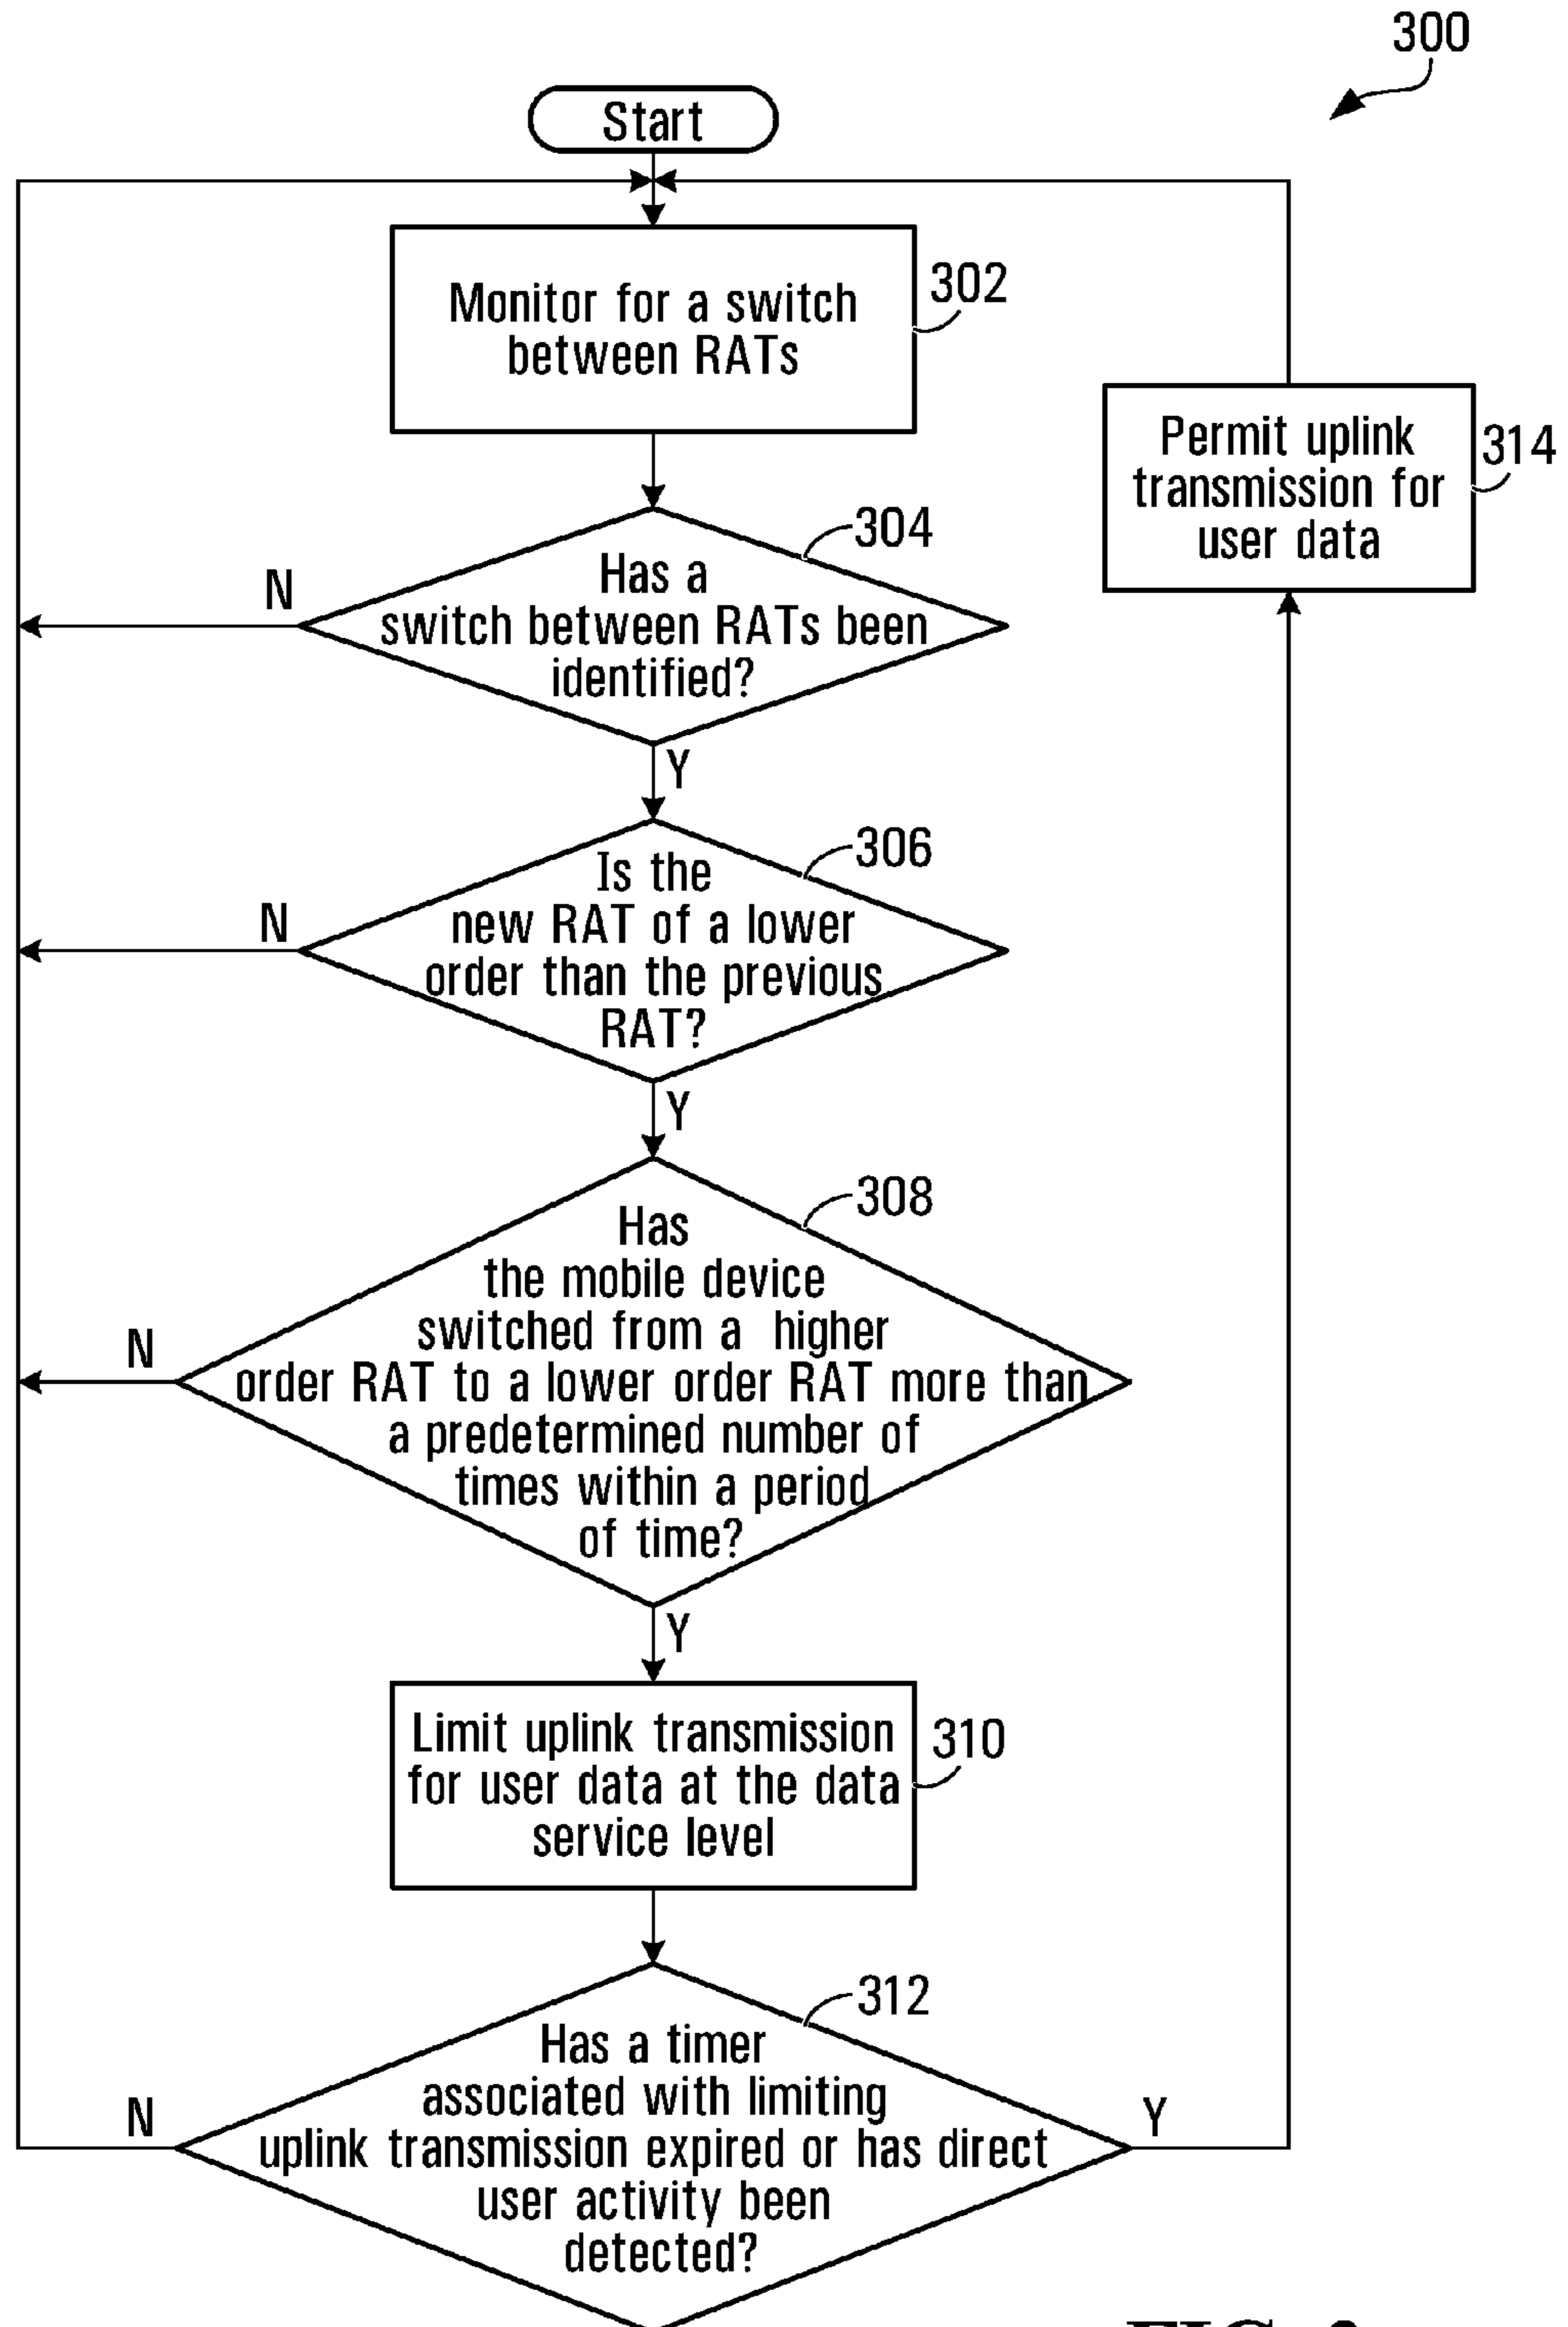 300
Start
Monitor for a switch
between RATs
302
Permit uplink
transmission for
user data
314
304
Has a
switch between RATs been
identified?
N
Y
306
Is the
new RAT of a lower
order than the previous
RAT?
N
Y
308
Has
the mobile device
switched from a higher
order RAT to a lower order RAT more than
a predetermined number of
times within a period
of time?
N
Y
Limit uplink transmission
for user data at the data
service level
310
312
Has a timer
associated with limiting
uplink transmission expired or has direct
user activity been
detected?
N
Y